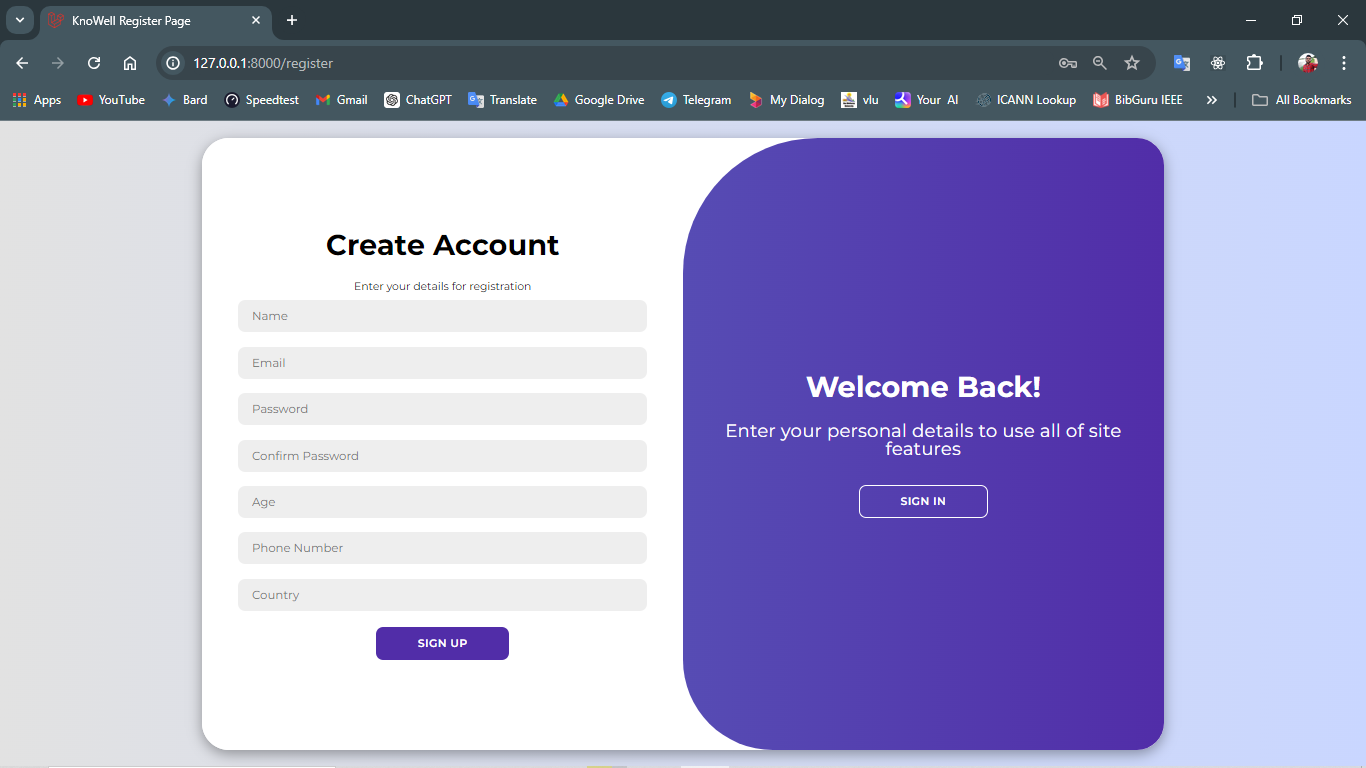 KnoWell Register Page
127.0.0.1:8000/register
Apps
YouTube
Bard
Speedtest
Gmail
ChatGPT
Translate
Google Drive
Telegram
My Dialog
vlu
Your AI
ICANN Lookup
BibGuru IEEE
All Bookmarks
Create Account
Enter your details for registration
Name
Email
Password
Confirm Password
Age
Phone Number
Country
SIGN UP
Welcome Back!
Enter your personal details to use all of site
features
SIGN IN